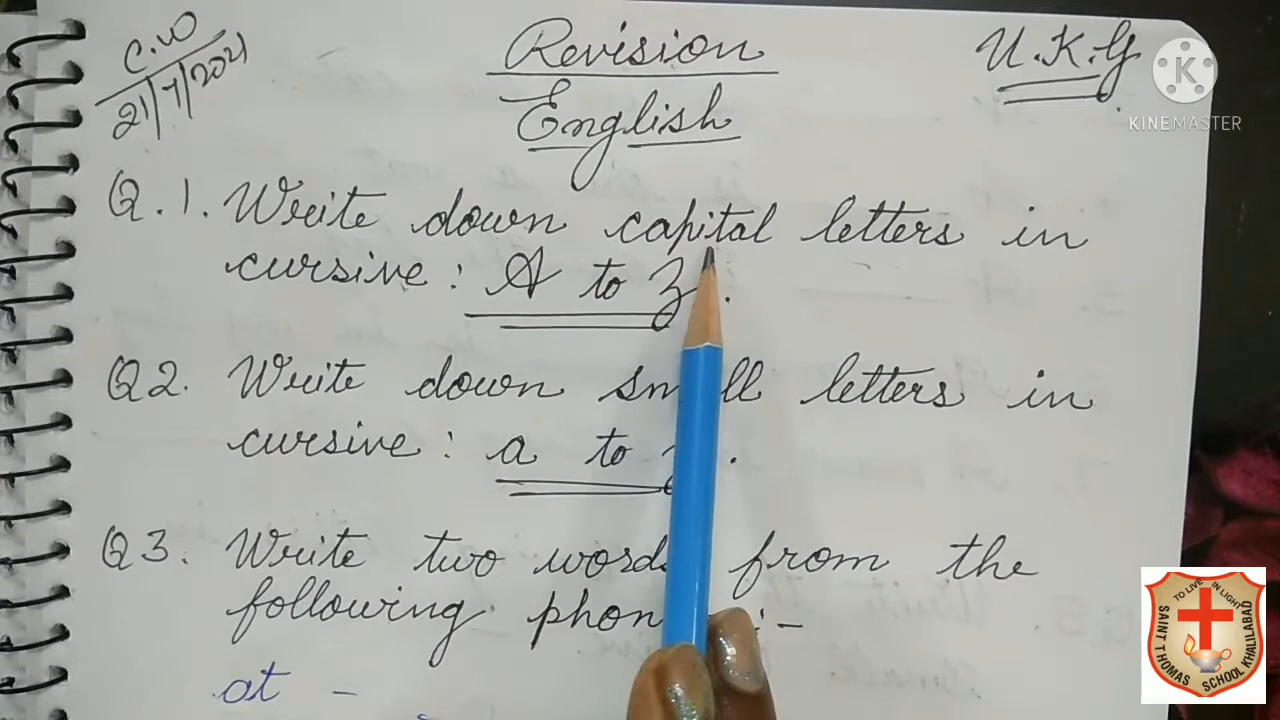 C.W
21/7/2021
Revision
U.K.G
English
KINEMASTER
Q.1. Write down capital letters in
cursive : A to Z.
Q2. Write down small letters in
cursive : a to .
Q3. Write two words from the
following :-
at -
TO LIVE IN LIGHT
SAINT THOMAS SCHOOL KHALILABAD